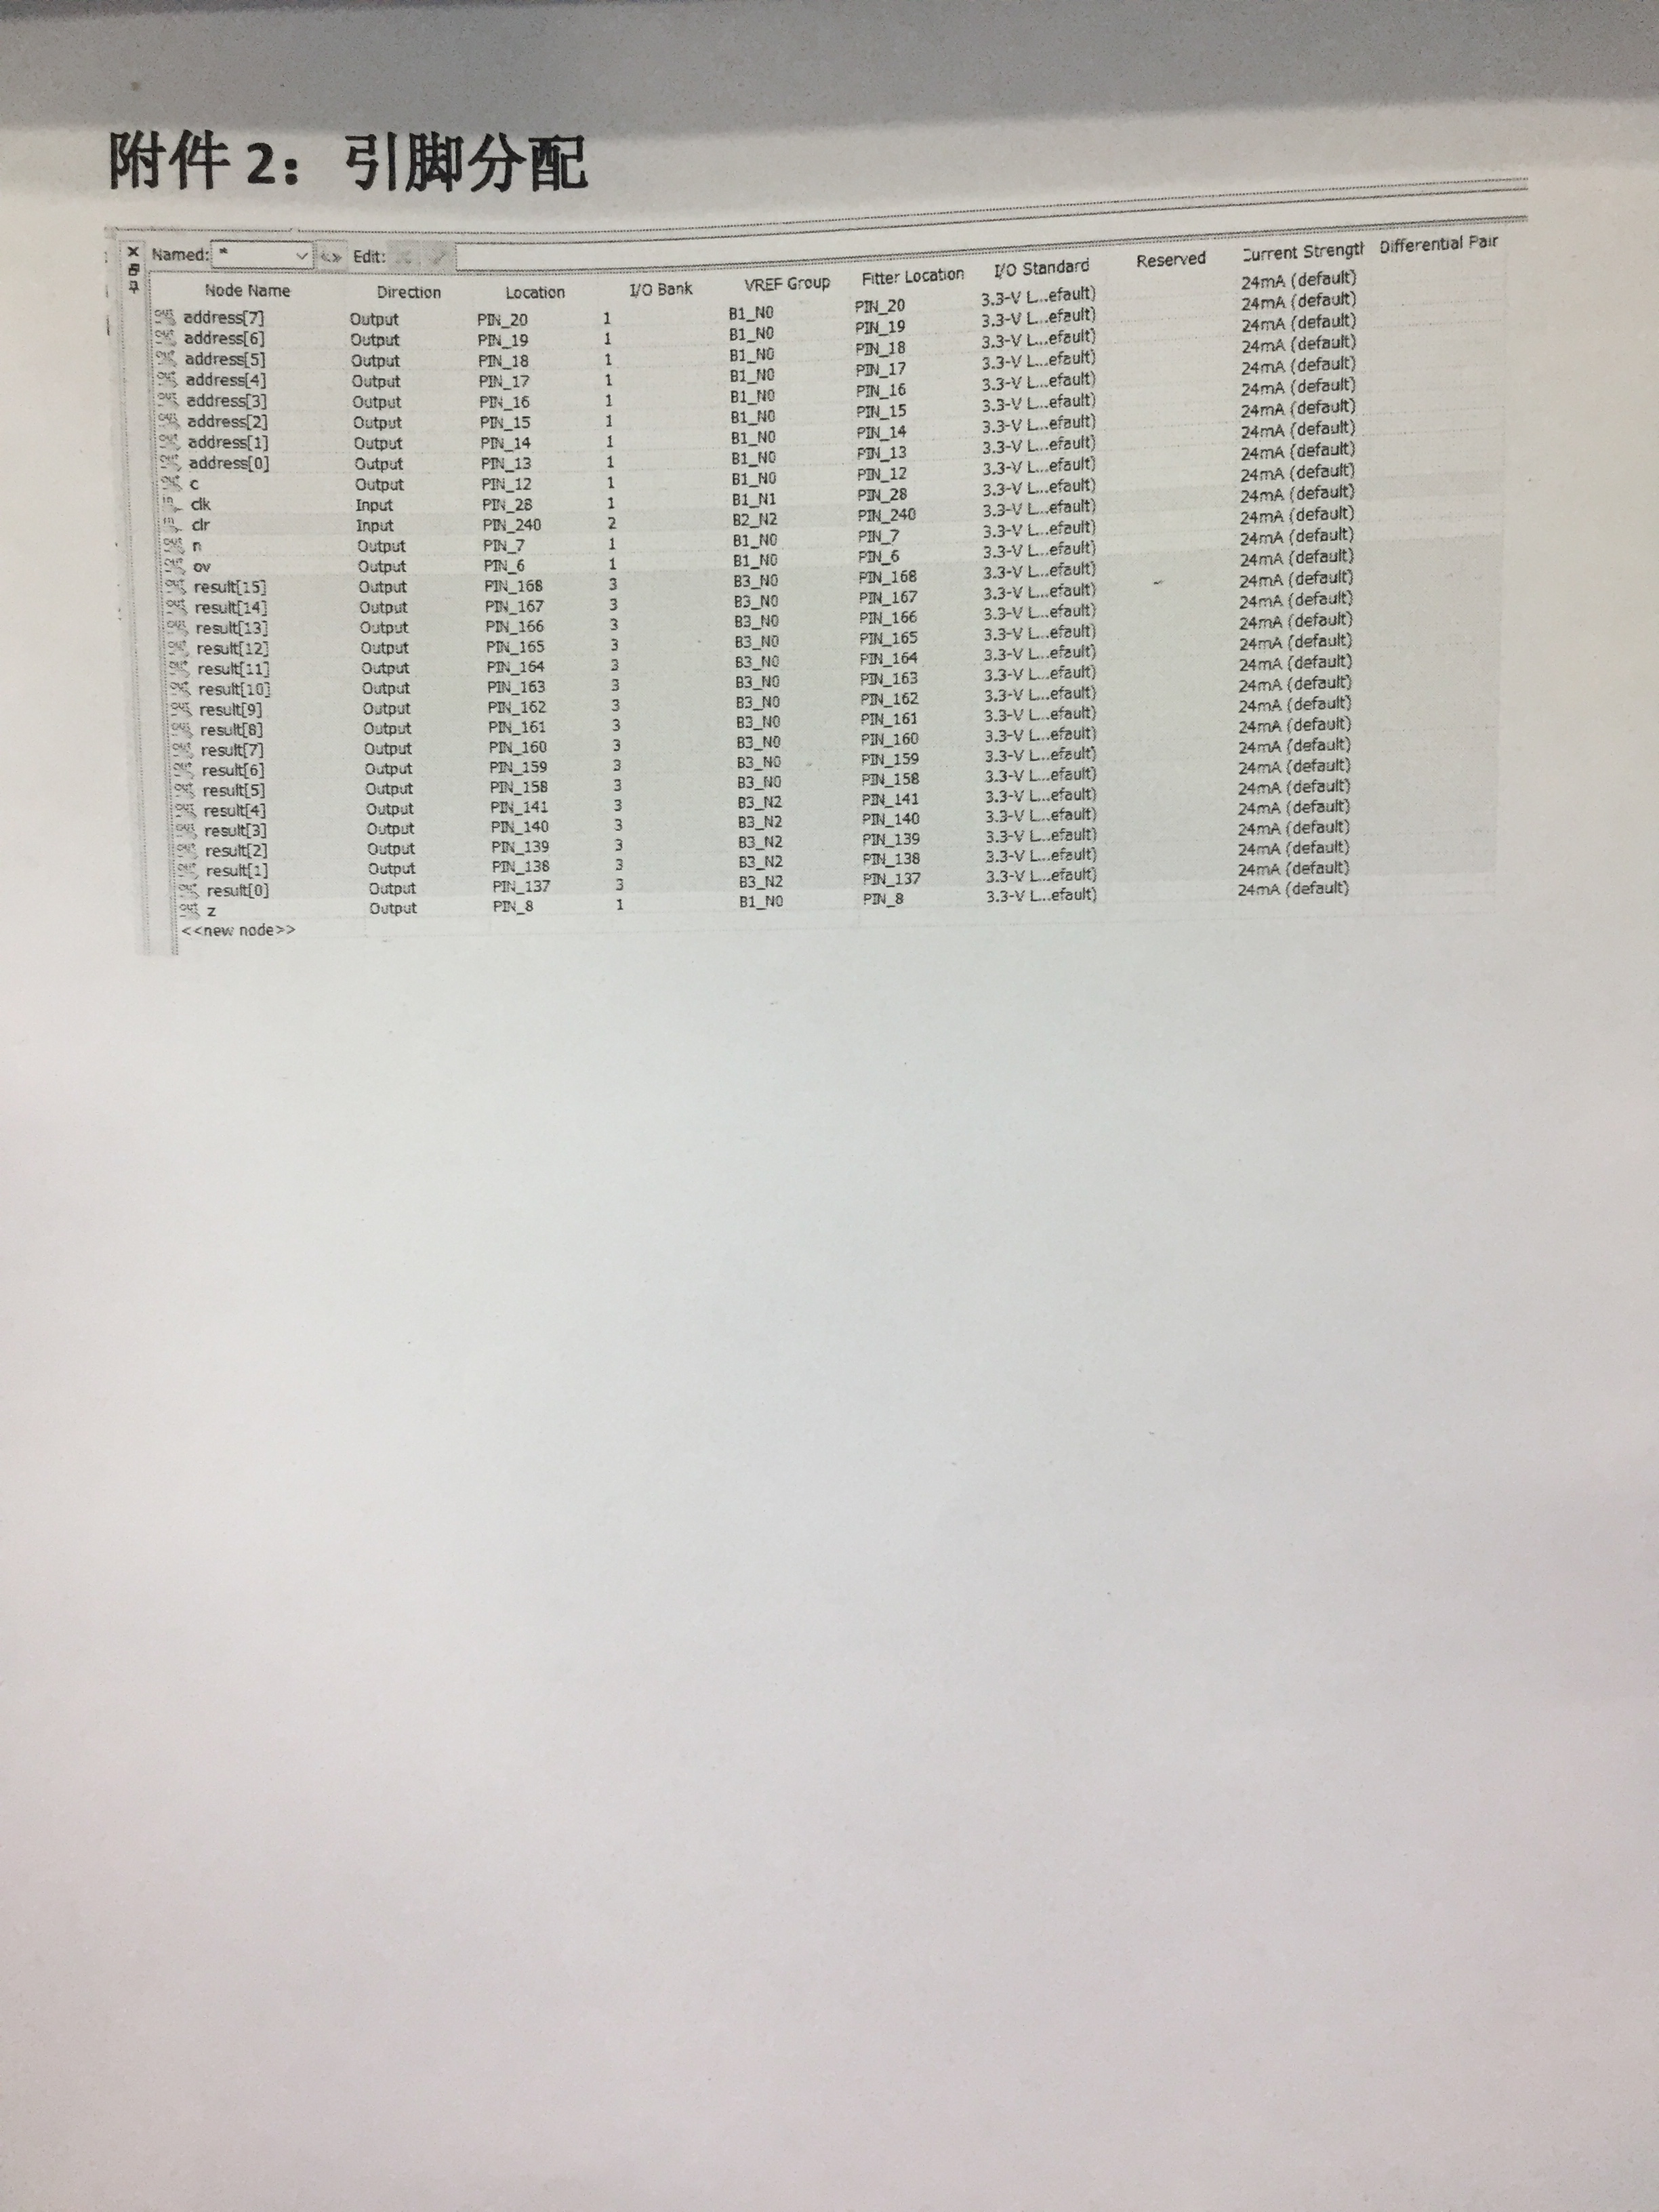 附件 2：引脚分配
Named: * Edit:
Node Name Direction Location I/O Bank VREF Group Fitter Location I/O Standard Reserved Current Strength Differential Pair
address[7] Output PIN_20 1 B1_N0 PIN_20 3.3-V L...efault) 24mA (default)
address[6] Output PIN_19 1 B1_N0 PIN_19 3.3-V L...efault) 24mA (default)
address[5] Output PIN_18 1 B1_N0 PIN_18 3.3-V L...efault) 24mA (default)
address[4] Output PIN_17 1 B1_N0 PIN_17 3.3-V L...efault) 24mA (default)
address[3] Output PIN_16 1 B1_N0 PIN_16 3.3-V L...efault) 24mA (default)
address[2] Output PIN_15 1 B1_N0 PIN_15 3.3-V L...efault) 24mA (default)
address[1] Output PIN_14 1 B1_N0 PIN_14 3.3-V L...efault) 24mA (default)
address[0] Output PIN_13 1 B1_N0 PIN_13 3.3-V L...efault) 24mA (default)
c Output PIN_12 1 B1_N0 PIN_12 3.3-V L...efault) 24mA (default)
clk Input PIN_28 1 B1_N1 PIN_28 3.3-V L...efault) 24mA (default)
clr Input PIN_240 2 B2_N2 PIN_240 3.3-V L...efault) 24mA (default)
n Output PIN_7 1 B1_N0 PIN_7 3.3-V L...efault) 24mA (default)
ov Output PIN_6 1 B1_N0 PIN_6 3.3-V L...efault) 24mA (default)
result[15] Output PIN_168 3 B3_N0 PIN_168 3.3-V L...efault) 24mA (default)
result[14] Output PIN_167 3 B3_N0 PIN_167 3.3-V L...efault) 24mA (default)
result[13] Output PIN_166 3 B3_N0 PIN_166 3.3-V L...efault) 24mA (default)
result[12] Output PIN_165 3 B3_N0 PIN_165 3.3-V L...efault) 24mA (default)
result[11] Output PIN_164 3 B3_N0 PIN_164 3.3-V L...efault) 24mA (default)
result[10] Output PIN_163 3 B3_N0 PIN_163 3.3-V L...efault) 24mA (default)
result[9] Output PIN_162 3 B3_N0 PIN_162 3.3-V L...efault) 24mA (default)
result[8] Output PIN_161 3 B3_N0 PIN_161 3.3-V L...efault) 24mA (default)
result[7] Output PIN_160 3 B3_N0 PIN_160 3.3-V L...efault) 24mA (default)
result[6] Output PIN_159 3 B3_N0 PIN_159 3.3-V L...efault) 24mA (default)
result[5] Output PIN_158 3 B3_N0 PIN_158 3.3-V L...efault) 24mA (default)
result[4] Output PIN_141 3 B3_N2 PIN_141 3.3-V L...efault) 24mA (default)
result[3] Output PIN_140 3 B3_N2 PIN_140 3.3-V L...efault) 24mA (default)
result[2] Output PIN_139 3 B3_N2 PIN_139 3.3-V L...efault) 24mA (default)
result[1] Output PIN_138 3 B3_N2 PIN_138 3.3-V L...efault) 24mA (default)
result[0] Output PIN_137 3 B3_N2 PIN_137 3.3-V L...efault) 24mA (default)
z Output PIN_8 1 B1_N0 PIN_8 3.3-V L...efault) 24mA (default)
<<new node>>